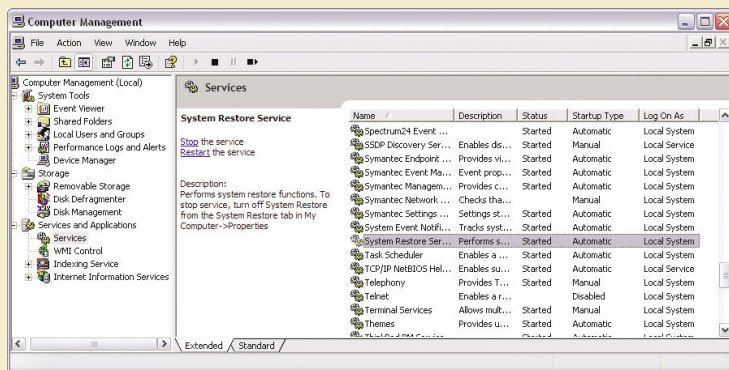 Computer Management
File Action View Window Help
Computer Management (Local)
System Tools
Event Viewer
Shared Folders
Local Users and Groups
Performance Logs and Alerts
Device Manager
Storage
Removable Storage
Disk Defragmenter
Disk Management
Services and Applications
Services
WMI Control
Indexing Service
Internet Information Services
Services
System Restore Service
Stop the service
Restart the service
Description:
Performs system restore functions. To
stop service, turn off System Restore
from the System Restore tab in My
Computer->Properties
Name Description Status Startup Type Log On As
Spectrum24 Event ... Started Automatic Local System
SSDP Discovery Ser... Enables dis... Started Manual Local Service
Symantec Endpoint ... Provides vi... Started Automatic Local System
Symantec Event Ma... Event prop... Started Automatic Local System
Symantec Managem... Provides c... Started Automatic Local System
Symantec Network ... Checks tha... Manual Local System
Symantec Settings ... Settings st... Started Automatic Local System
System Event Notifi... Tracks syst... Started Automatic Local System
System Restore Ser... Performs s... Started Automatic Local System
Task Scheduler Enables a ... Started Automatic Local System
TCP/IP NetBIOS Hel... Enables su... Started Automatic Local Service
Telephony Provides T... Started Manual Local System
Telnet Enables a r... Disabled Local System
Terminal Services Allows mult... Started Manual Local System
Themes Provides u... Started Automatic Local System
Extended Standard